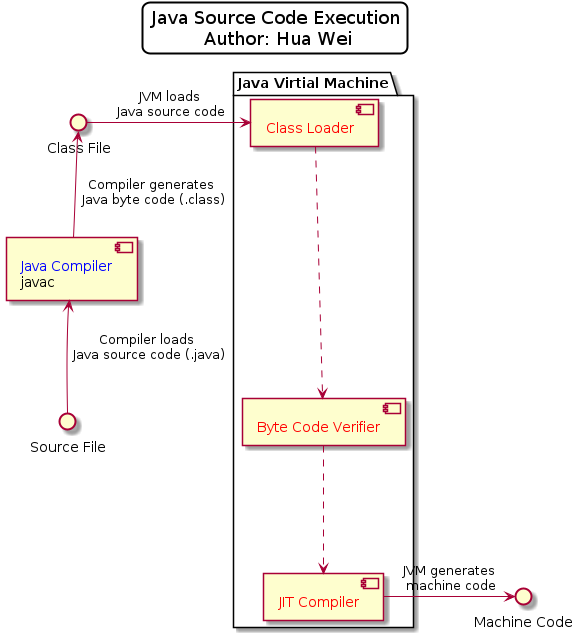 Java Source Code Execution
Author: Hua Wei
Java Virtial Machine
JVM loads
Java source code
Class Loader
Class File
Compiler generates
Java byte code (.class)
Java Compiler
javac
Compiler loads
Java source code (.java)
Byte Code Verifier
Source File
JVM generates
machine code
JIT Compiler
Machine Code